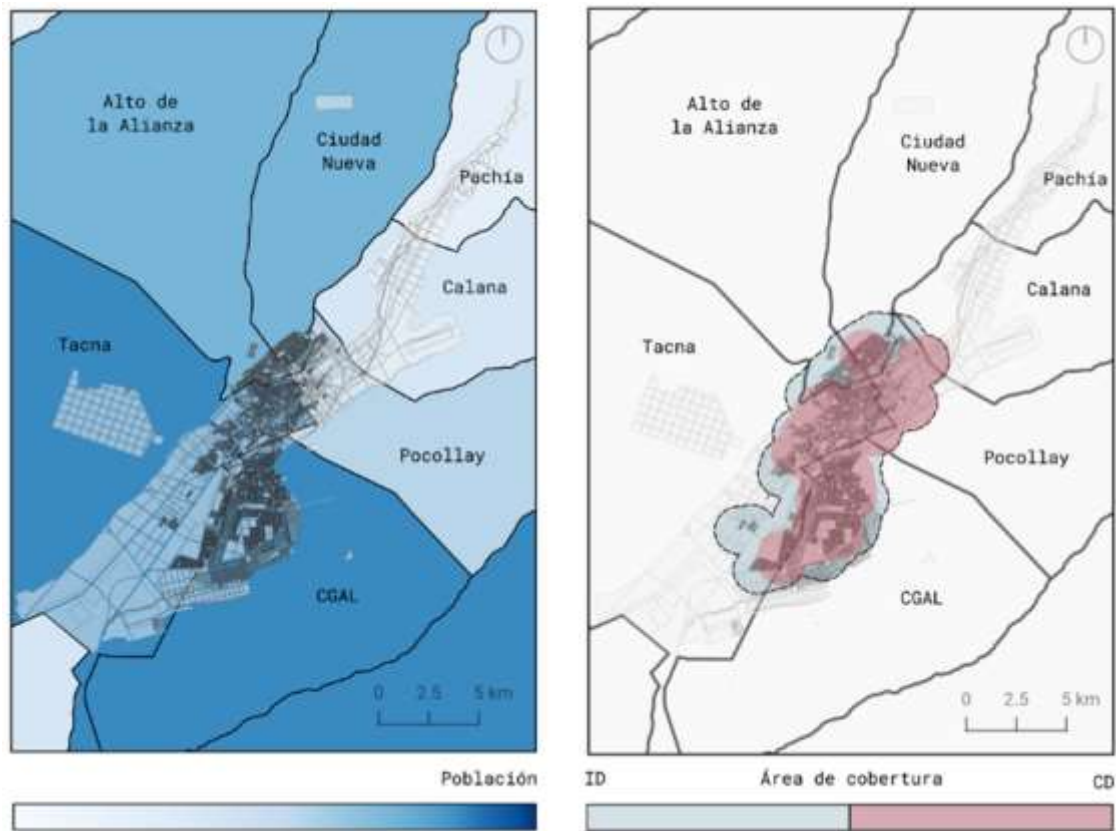 Alto de
la Alianza
Ciudad
Nueva
Pachía
Calana
Tacna
Pocollay
CGAL
0 2.5 5 km
Población
Alto de
la Alianza
Ciudad
Nueva
Pachía
Calana
Tacna
Pocollay
CGAL
0 2.5 5 km
ID Área de cobertura CD